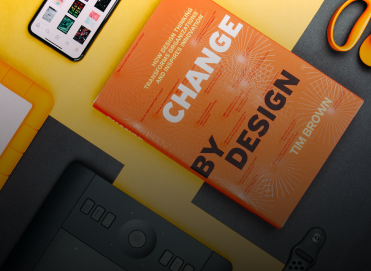 HOW DESIGN THINKING
TRANSFORMS ORGANIZATIONS
AND INSPIRES INNOVATION
CHANGE
BY
DESIGN
TIM BROWN